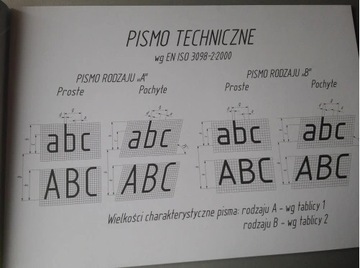 PISMO TECHNICZNE
wg EN ISO 3098-2:2000
PISMO RODZAJU „A” PISMO RODZAJU „B”
Proste Pochyłe Proste Pochyłe
abc abc abc abc
ABC ABC ABC ABC
Wielkości charakterystyczne pisma: rodzaju A - wg tablicy 1
rodzaju B - wg tablicy 2